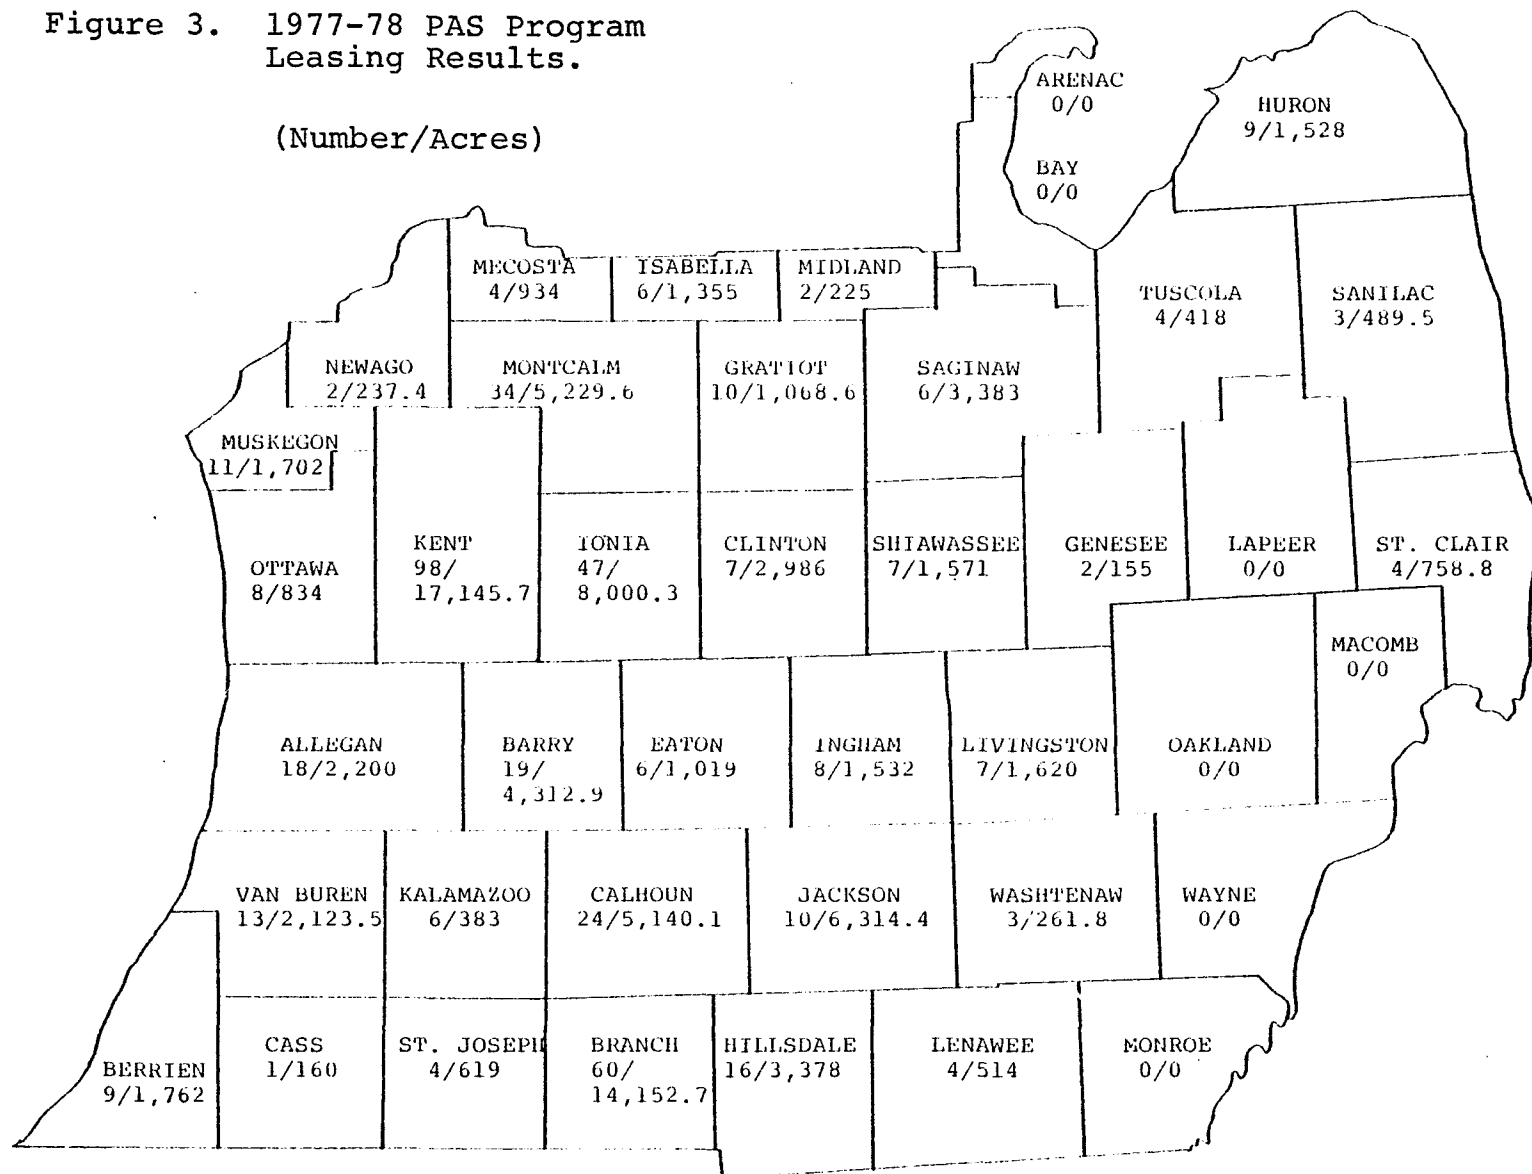 Figure 3. 1977-78 PAS Program
Leasing Results.
(Number/Acres)
ARENAC
0/0
HURON
9/1,528
BAY
0/0
MECOSTA
4/934
ISABELLA
6/1,355
MIDLAND
2/225
TUSCOLA
4/418
SANILAC
3/489.5
NEWAGO
2/237.4
MONTCALM
34/5,229.6
GRATIOT
10/1,068.6
SAGINAW
6/3,383
MUSKEGON
11/1,702
OTTAWA
8/834
KENT
98/
17,145.7
IONIA
47/
8,000.3
CLINTON
7/2,986
SHIAWASSEE
7/1,571
GENESEE
2/155
LAPEER
0/0
ST. CLAIR
4/758.8
MACOMB
0/0
ALLEGAN
18/2,200
BARRY
19/
4,312.9
EATON
6/1,019
INGHAM
8/1,532
LIVINGSTON
7/1,620
OAKLAND
0/0
VAN BUREN
13/2,123.5
KALAMAZOO
6/383
CALHOUN
24/5,140.1
JACKSON
10/6,314.4
WASHTENAW
3/261.8
WAYNE
0/0
BERRIEN
9/1,762
CASS
1/160
ST. JOSEPH
4/619
BRANCH
60/
14,152.7
HILLSDALE
16/3,378
LENAWEE
4/514
MONROE
0/0